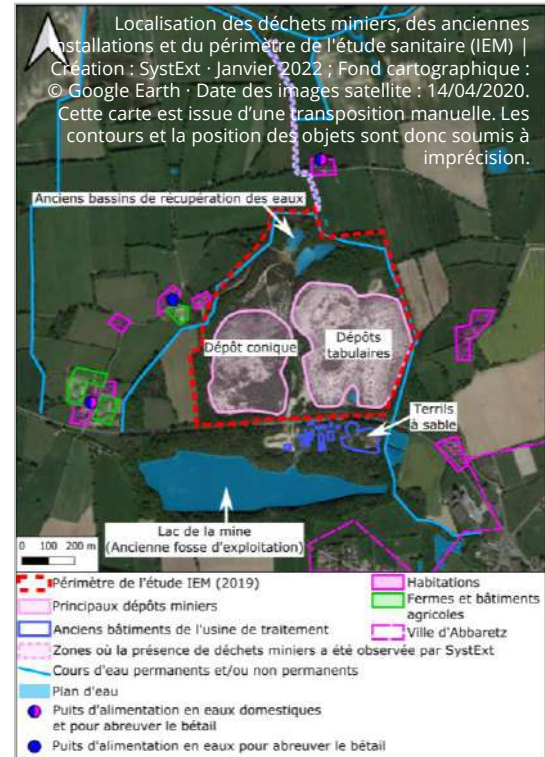 Localisation des déchets miniers, des anciennes
installations et du périmètre de l'étude sanitaire (IEM) |
Création : SystExt · Janvier 2022 ; Fond cartographique :
© Google Earth · Date des images satellite : 14/04/2020.
Cette carte est issue d'une transposition manuelle. Les
contours et la position des objets sont donc soumis à
imprécision.
Anciens bassins de récupération des eaux
Dépôt conique
Dépôts
tabulaires
Terrils
à sable
Lac de la mine
(Ancienne fosse d'exploitation)
0 100 200 m
Périmètre de l'étude IEM (2019)
Habitations
Principaux dépôts miniers
Fermes et bâtiments
agricoles
Anciens bâtiments de l'usine de traitement
Ville d'Abbaretz
Zones où la présence de déchets miniers a été observée par SystExt
Cours d'eau permanents et/ou non permanents
Plan d'eau
Puits d'alimentation en eaux domestiques
et pour abreuver le bétail
Puits d'alimentation en eaux pour abreuver le bétail